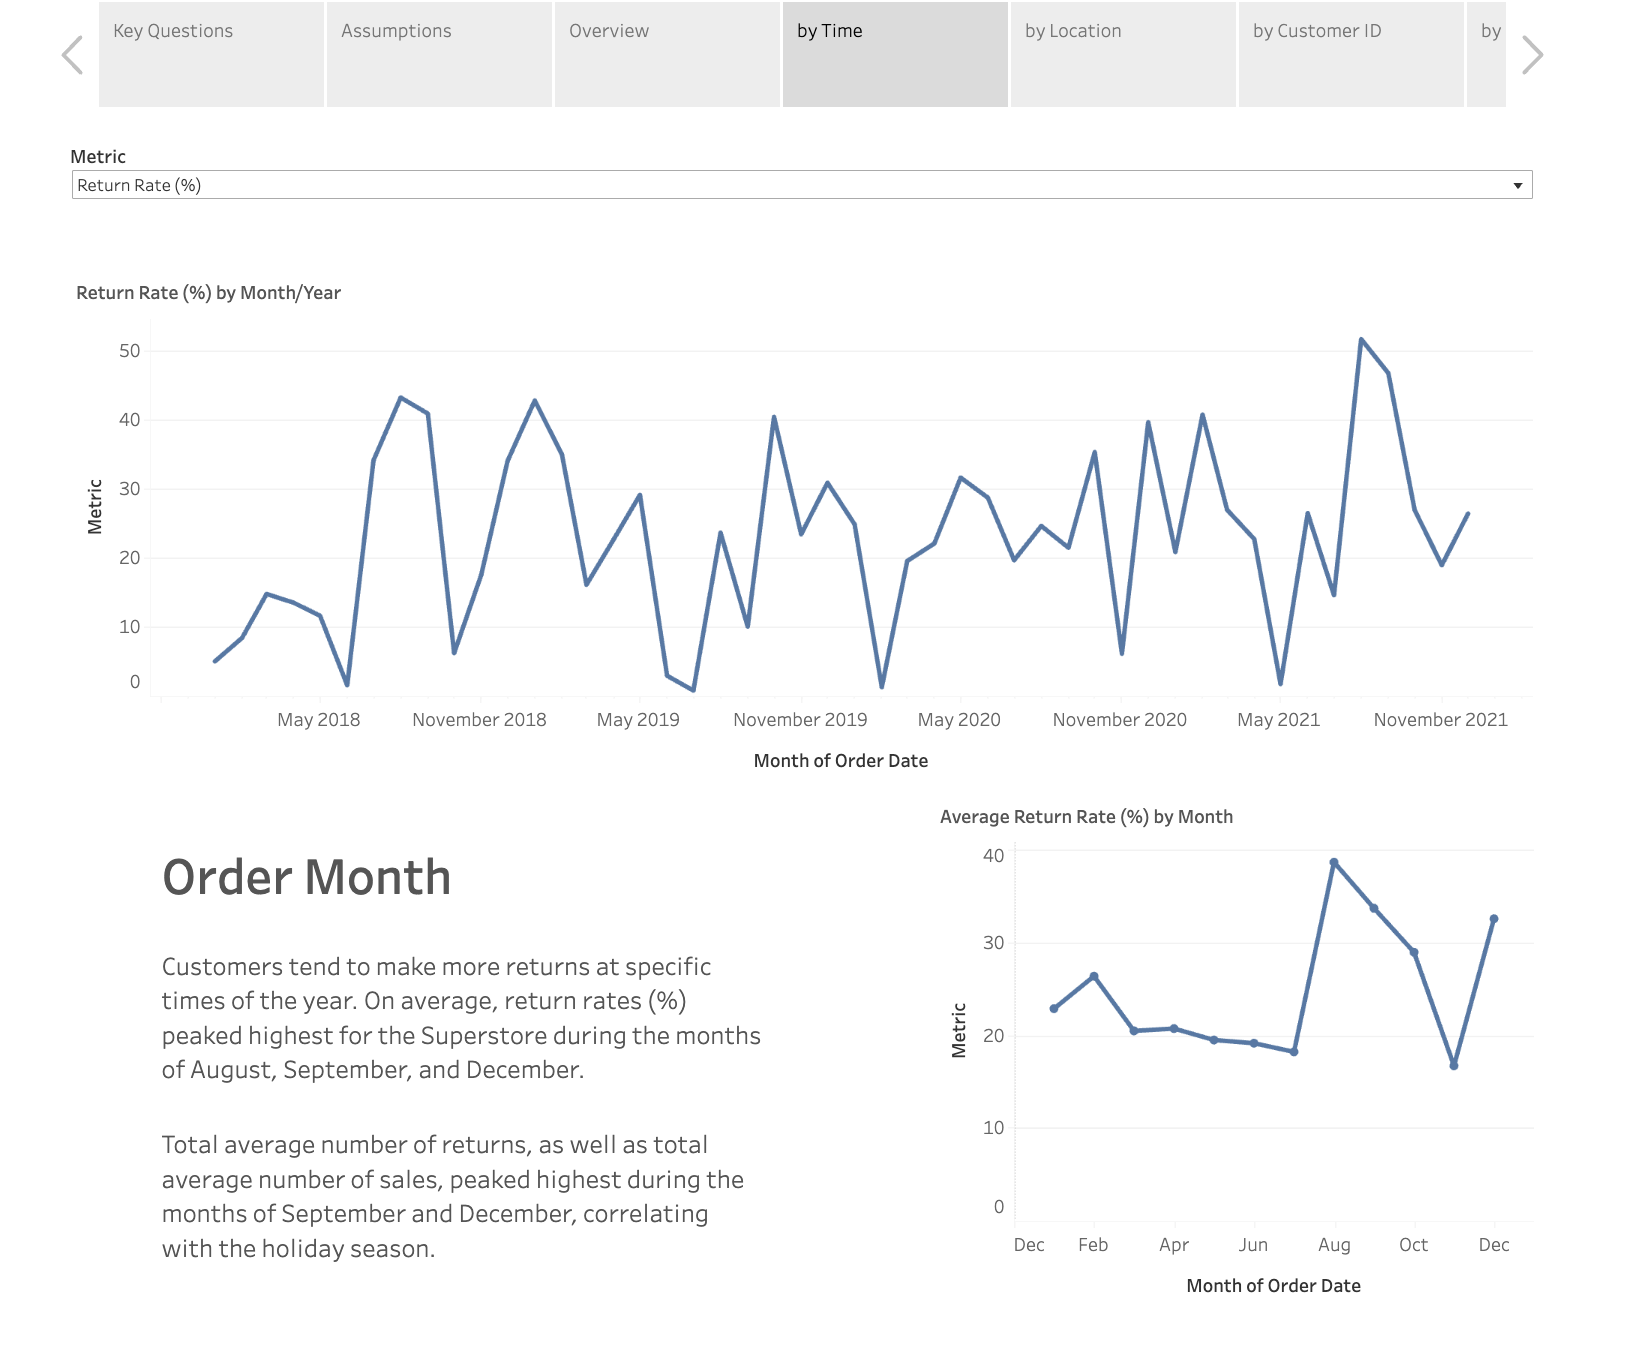 Key Questions
Assumptions
Overview
by Time
by Location
by Customer ID
by
Metric
Return Rate (%)
Return Rate (%) by Month/Year
50
40
30
20
10
0
Metric
May 2018
November 2018
May 2019
November 2019
May 2020
November 2020
May 2021
November 2021
Month of Order Date
Order Month
Customers tend to make more returns at specific
times of the year. On average, return rates (%)
peaked highest for the Superstore during the months
of August, September, and December.
Total average number of returns, as well as total
average number of sales, peaked highest during the
months of September and December, correlating
with the holiday season.
Average Return Rate (%) by Month
40
30
20
10
0
Metric
Dec
Feb
Apr
Jun
Aug
Oct
Dec
Month of Order Date